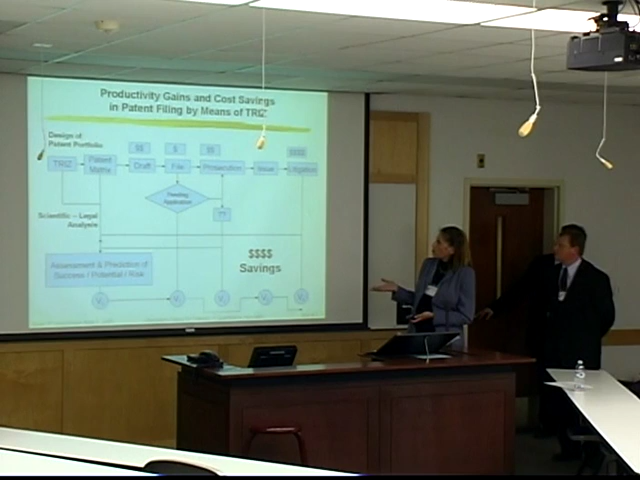 Productivity Gains and Cost Savings
in Patent Filing by Means of TRIZ
Design of
Patent Portfolio
$$ $ $$ $$$$
TRIZ Patent Matrix Draft File Prosecution Issue Litigation
Pending
Application
??
Scientific – Legal
Analysis
Assessment & Prediction of
Success / Potential / Risk
$$$$
Savings